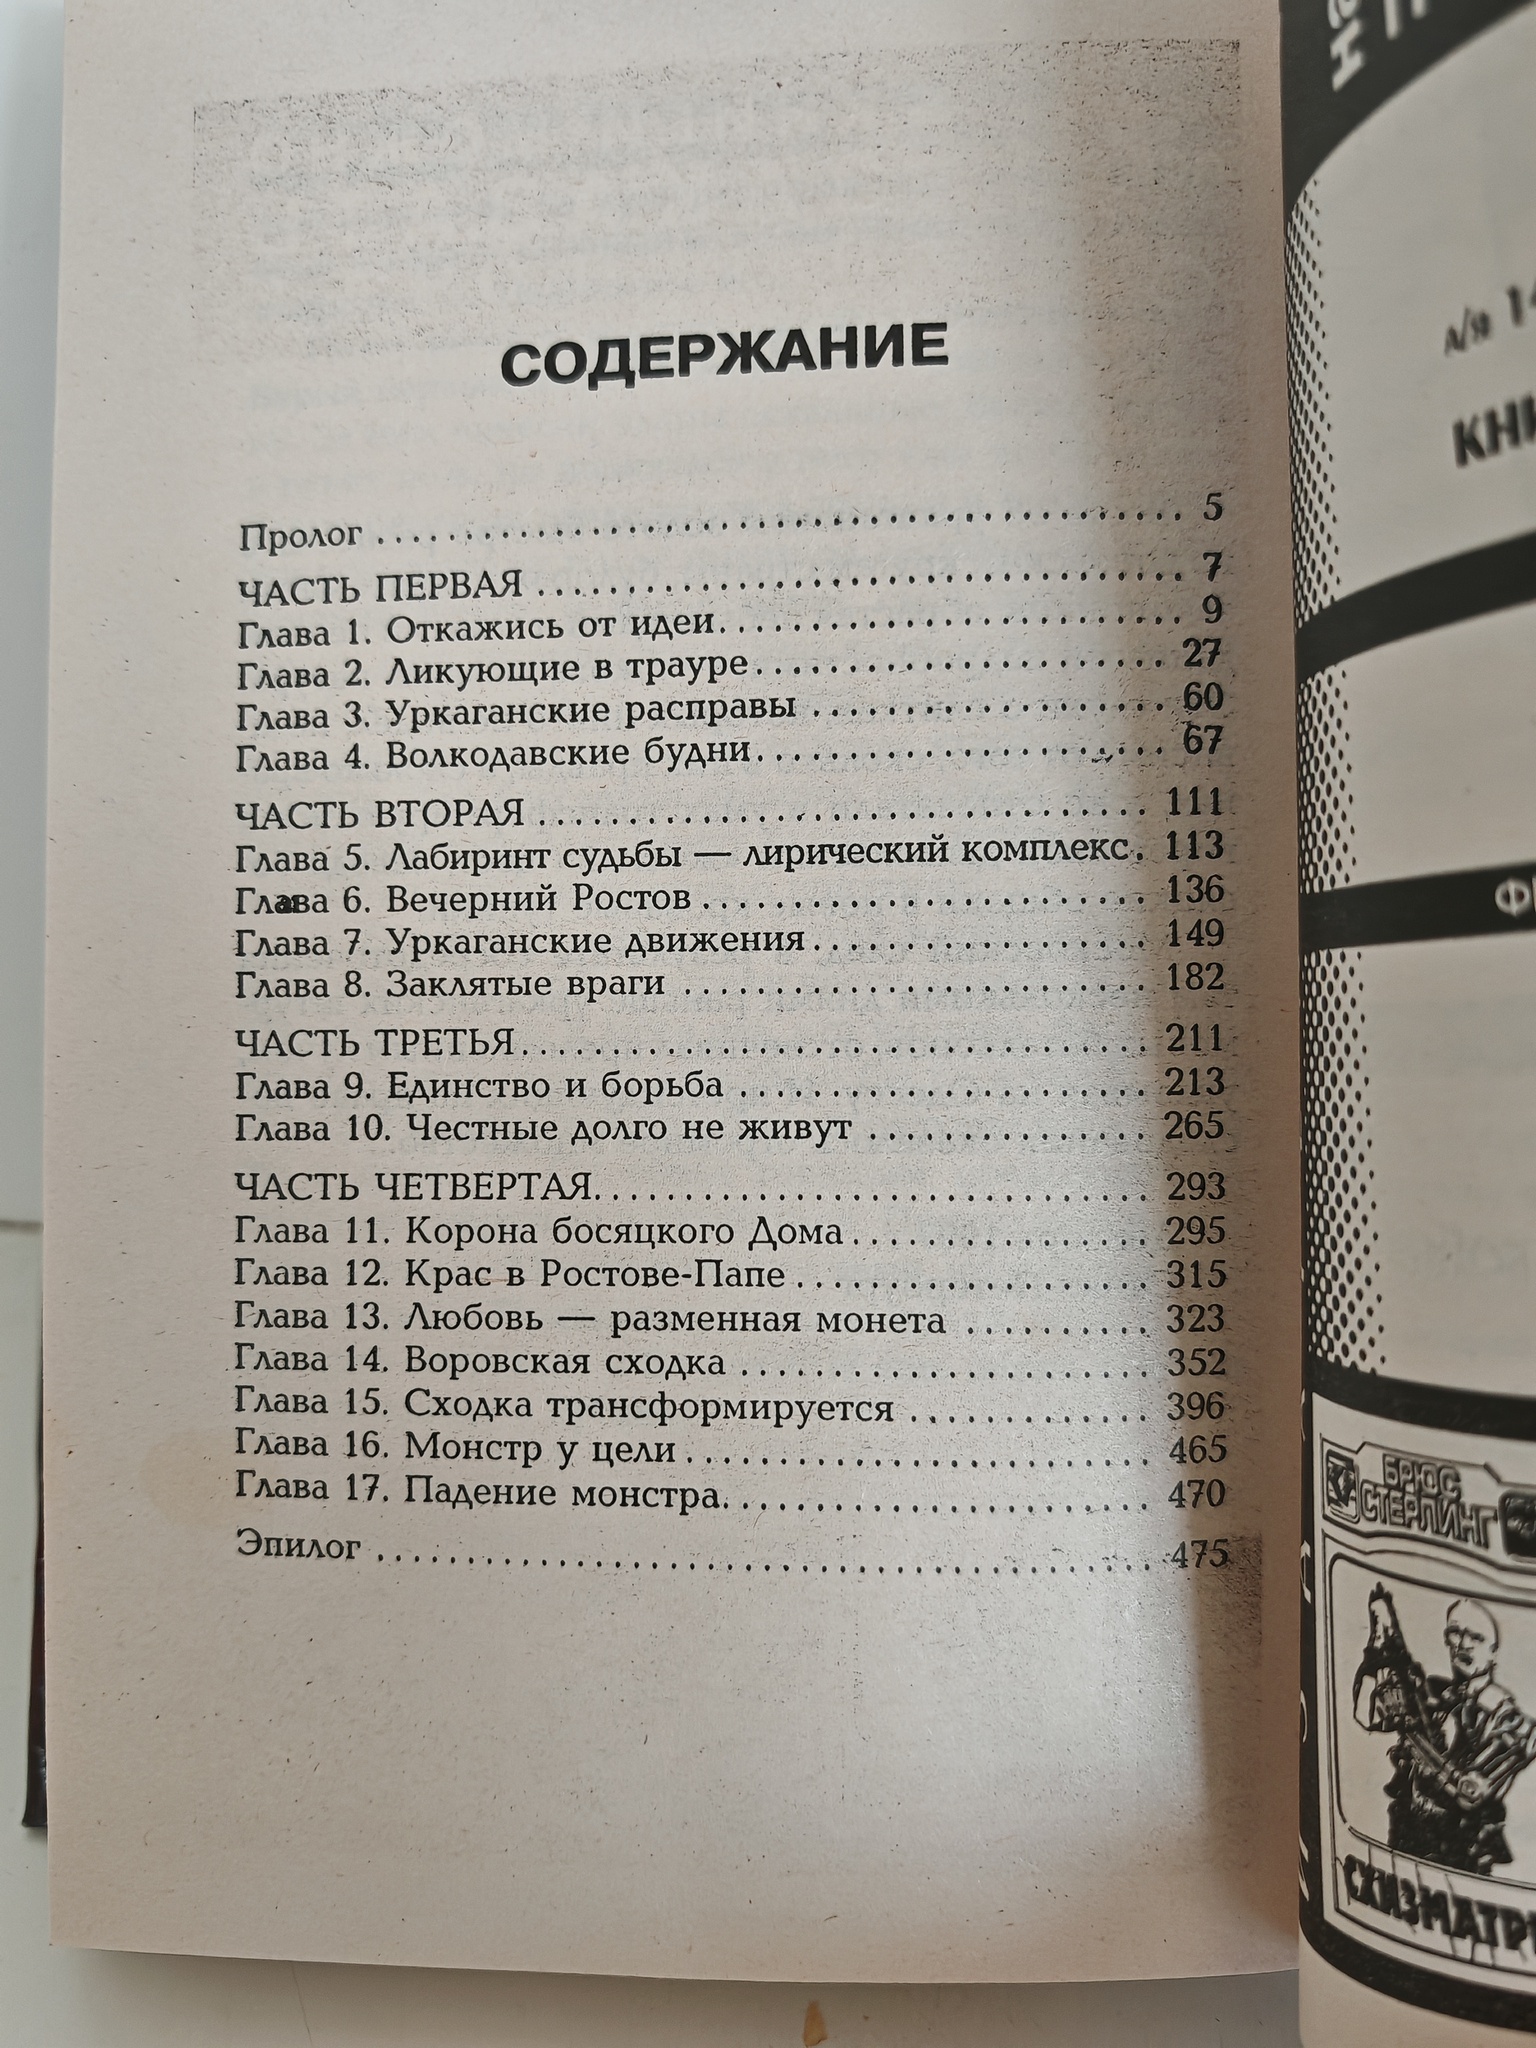 СОДЕРЖАНИЕ
Пролог . . . . . . . . . . . . . . . . . . . . . . . . . . . . . . 5
ЧАСТЬ ПЕРВАЯ . . . . . . . . . . . . . . . . . . . . . . . . 7
Глава 1. Откажись от идеи. . . . . . . . . . . . . . . . . 9
Глава 2. Ликующие в трауре . . . . . . . . . . . . . . . 27
Глава 3. Уркаганские расправы . . . . . . . . . . . . . 60
Глава 4. Волкодавские будни. . . . . . . . . . . . . . . 67
ЧАСТЬ ВТОРАЯ . . . . . . . . . . . . . . . . . . . . . . . 111
Глава 5. Лабиринт судьбы — лирический комплекс . 113
Глава 6. Вечерний Ростов . . . . . . . . . . . . . . . . 136
Глава 7. Уркаганские движения . . . . . . . . . . . . . 149
Глава 8. Заклятые враги . . . . . . . . . . . . . . . . . 182
ЧАСТЬ ТРЕТЬЯ . . . . . . . . . . . . . . . . . . . . . . . 211
Глава 9. Единство и борьба . . . . . . . . . . . . . . . 213
Глава 10. Честные долго не живут . . . . . . . . . . . 265
ЧАСТЬ ЧЕТВЕРТАЯ . . . . . . . . . . . . . . . . . . . . 293
Глава 11. Корона босяцкого Дома . . . . . . . . . . . 295
Глава 12. Крас в Ростове-Папе . . . . . . . . . . . . . 315
Глава 13. Любовь — разменная монета . . . . . . . . 323
Глава 14. Воровская сходка . . . . . . . . . . . . . . . 352
Глава 15. Сходка трансформируется . . . . . . . . . . 396
Глава 16. Монстр у цели . . . . . . . . . . . . . . . . . 465
Глава 17. Падение монстра. . . . . . . . . . . . . . . . 470
Эпилог . . . . . . . . . . . . . . . . . . . . . . . . . . . . 475
а/я
БРЮС
СТЕРЛИНГ